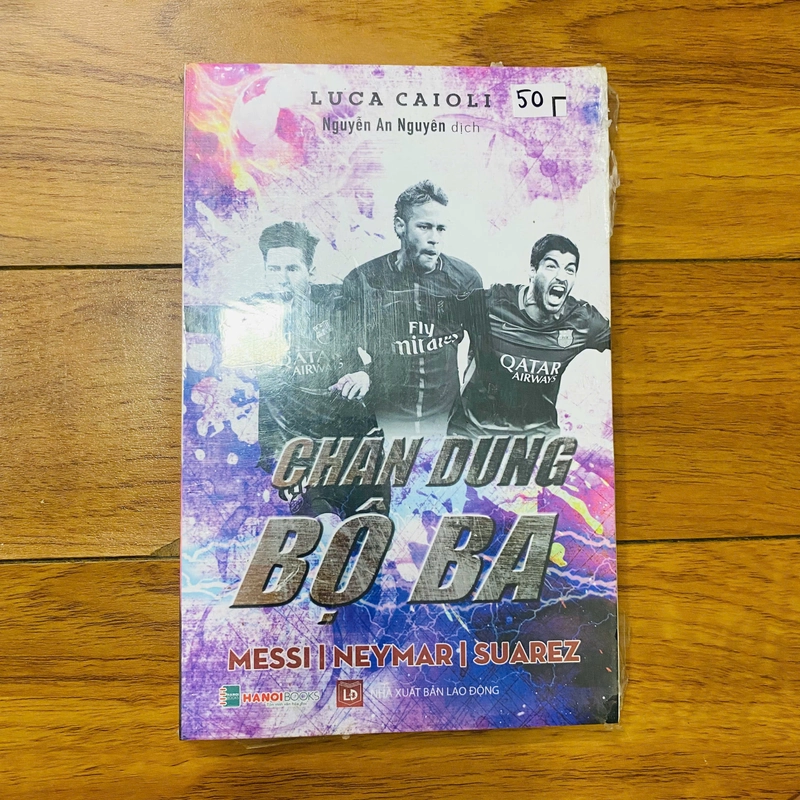 LUCA CAIOLI
50Γ
Nguyễn An Nguyên dịch
Fly
Emirates
QATAR
AIRWAYS
QATAR
AIRWAYS
CHÂN DUNG
BỘ BA
MESSI | NEYMAR | SUAREZ
HANOIBOOKS
LĐ
NHÀ XUẤT BẢN LAO ĐỘNG